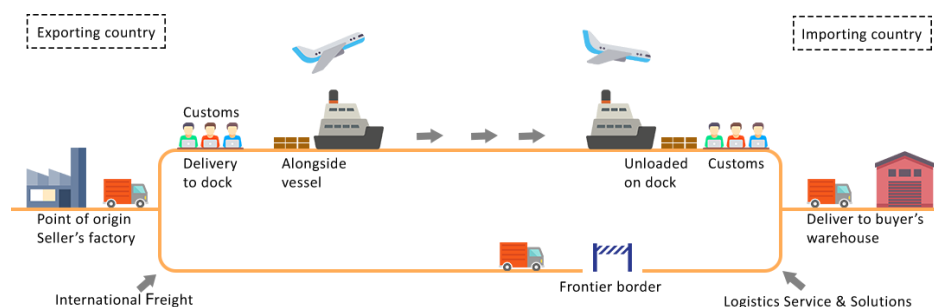 Exporting country
Importing country
Customs
Delivery
to dock
Alongside
vessel
Unloaded
on dock
Customs
Point of origin
Seller's factory
Deliver to buyer's
warehouse
Frontier border
International Freight
Logistics Service & Solutions